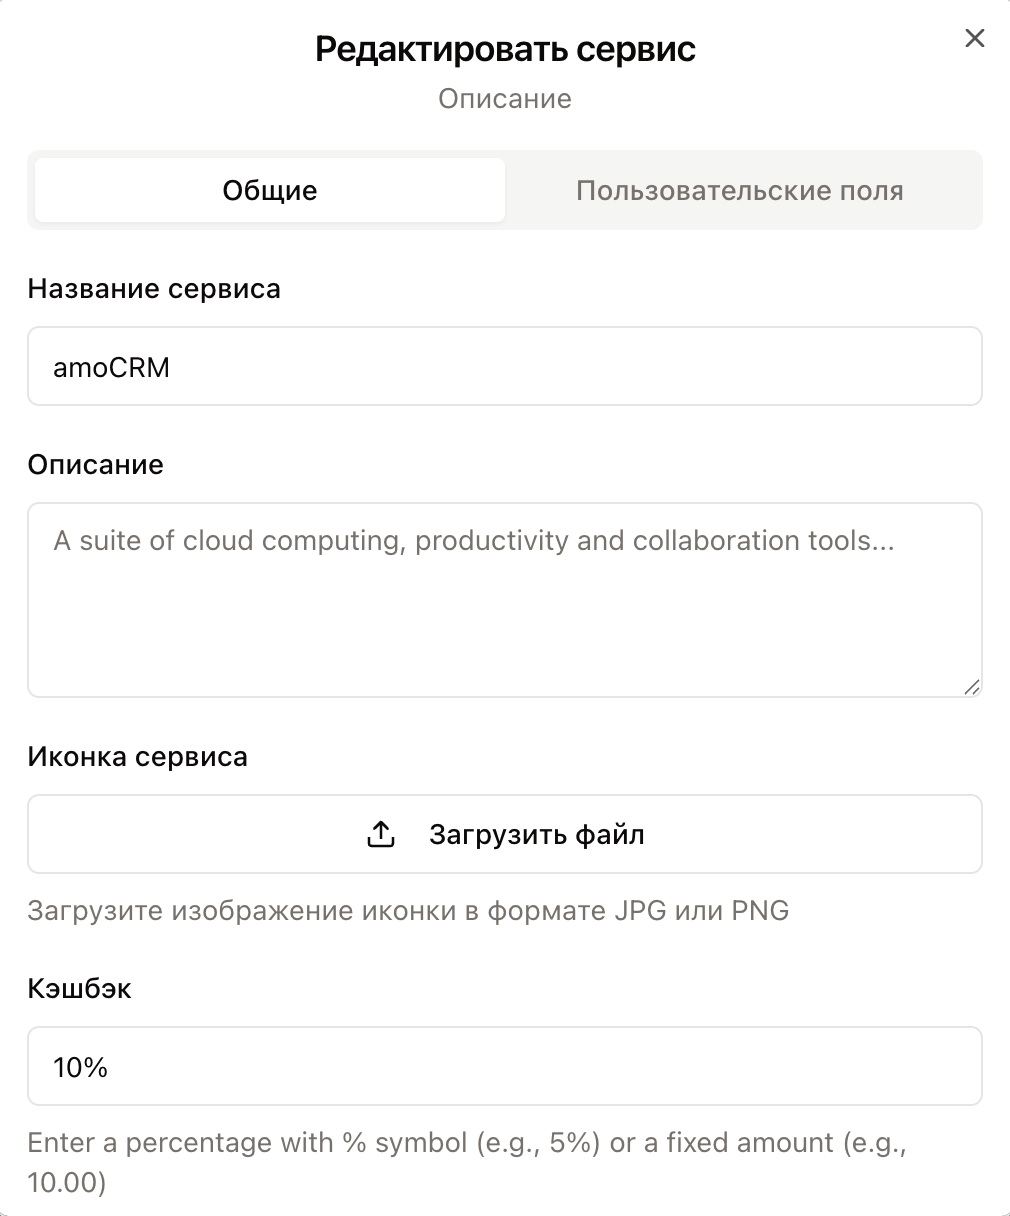 Редактировать сервис
Описание
Общие
Пользовательские поля
Название сервиса
amoCRM
Описание
A suite of cloud computing, productivity and collaboration tools...
Иконка сервиса
Загрузить файл
Загрузите изображение иконки в формате JPG или PNG
Кэшбэк
10%
Enter a percentage with % symbol (e.g., 5%) or a fixed amount (e.g.,
10.00)